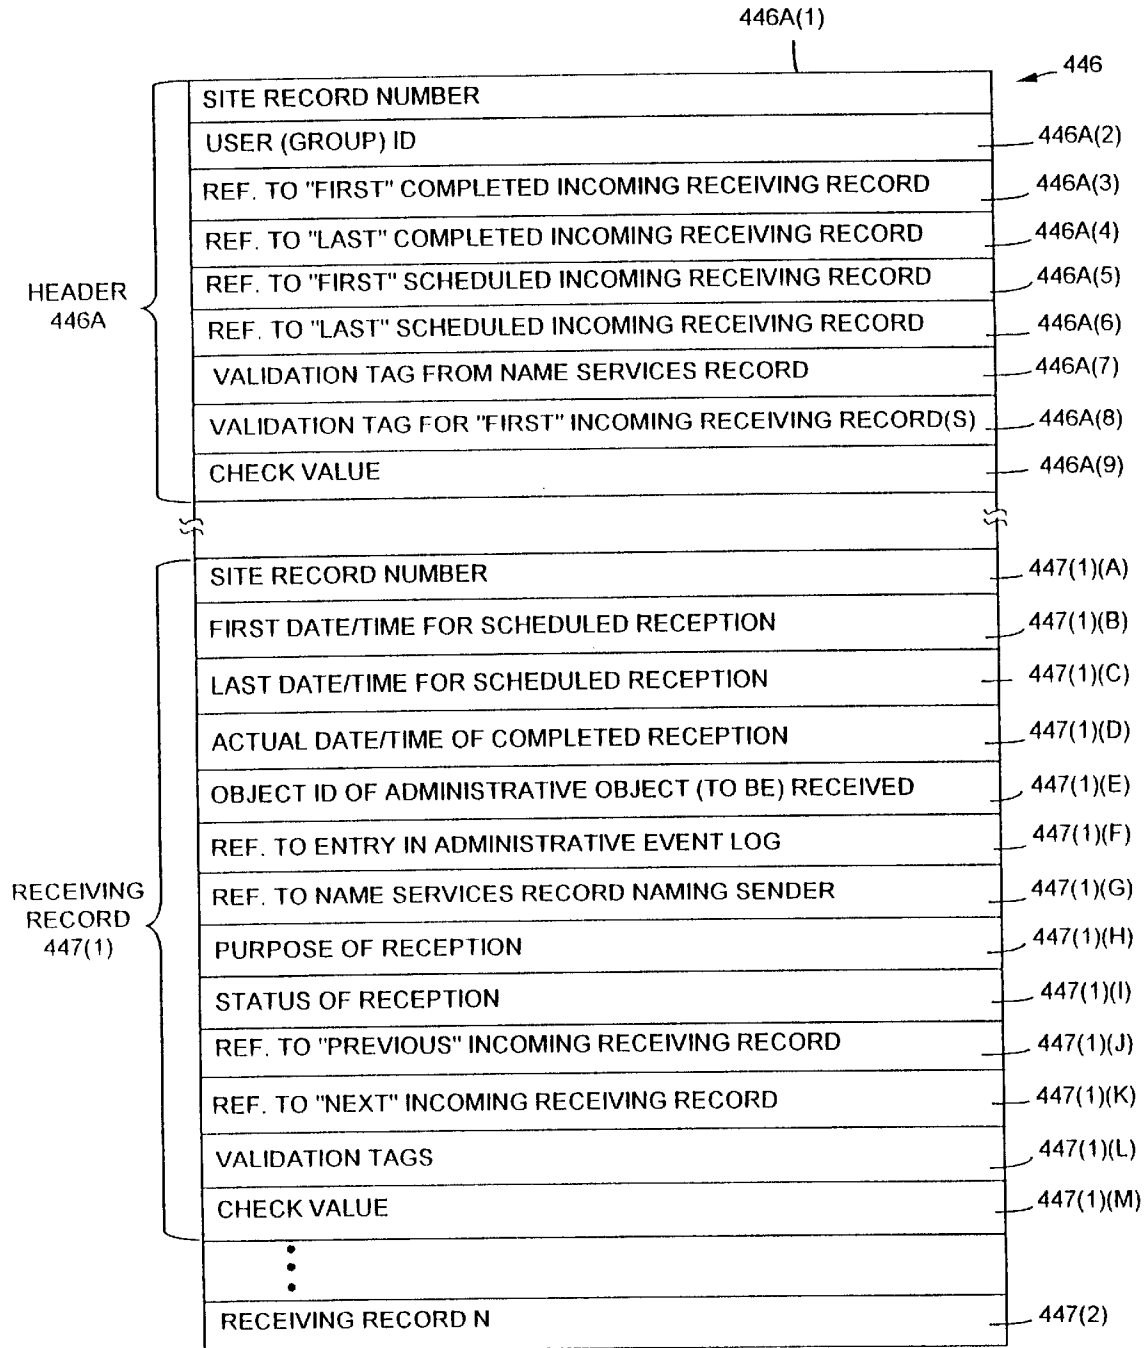 446A(1)
446
SITE RECORD NUMBER
USER (GROUP) ID
446A(2)
REF. TO "FIRST" COMPLETED INCOMING RECEIVING RECORD
446A(3)
REF. TO "LAST" COMPLETED INCOMING RECEIVING RECORD
446A(4)
REF. TO "FIRST" SCHEDULED INCOMING RECEIVING RECORD
446A(5)
HEADER
446A
REF. TO "LAST" SCHEDULED INCOMING RECEIVING RECORD
446A(6)
VALIDATION TAG FROM NAME SERVICES RECORD
446A(7)
VALIDATION TAG FOR "FIRST" INCOMING RECEIVING RECORD(S)
446A(8)
CHECK VALUE
446A(9)
SITE RECORD NUMBER
447(1)(A)
FIRST DATE/TIME FOR SCHEDULED RECEPTION
447(1)(B)
LAST DATE/TIME FOR SCHEDULED RECEPTION
447(1)(C)
ACTUAL DATE/TIME OF COMPLETED RECEPTION
447(1)(D)
OBJECT ID OF ADMINISTRATIVE OBJECT (TO BE) RECEIVED
447(1)(E)
REF. TO ENTRY IN ADMINISTRATIVE EVENT LOG
447(1)(F)
RECEIVING
RECORD
447(1)
REF. TO NAME SERVICES RECORD NAMING SENDER
447(1)(G)
PURPOSE OF RECEPTION
447(1)(H)
STATUS OF RECEPTION
447(1)(I)
REF. TO "PREVIOUS" INCOMING RECEIVING RECORD
447(1)(J)
REF. TO "NEXT" INCOMING RECEIVING RECORD
447(1)(K)
VALIDATION TAGS
447(1)(L)
CHECK VALUE
447(1)(M)
RECEIVING RECORD N
447(2)